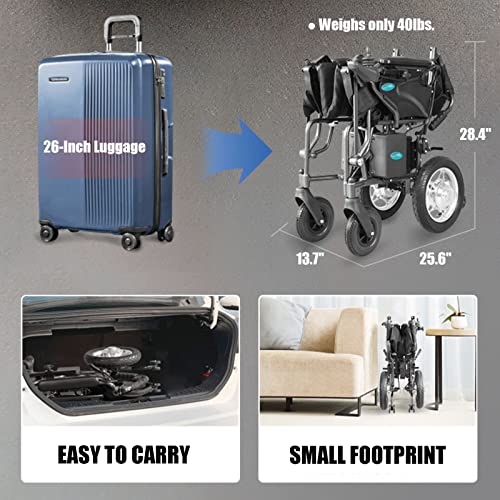 ● Weighs only 40lbs.
26-Inch Luggage
28.4"
13.7"
25.6"
EASY TO CARRY
SMALL FOOTPRINT